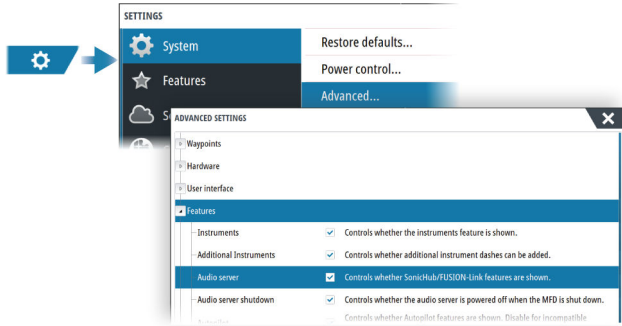 SETTINGS
System
Restore defaults...
Power control...
Features
Advanced...
ADVANCED SETTINGS
Waypoints
Hardware
User interface
Features
Instruments Controls whether the instruments feature is shown.
Additional Instruments Controls whether additional instrument dashes can be added.
Audio server Controls whether SonicHub/FUSION-Link features are shown.
Audio server shutdown Controls whether the audio server is powered off when the MFD is shut down.
Autopilot Controls whether Autopilot features are shown. Disable for incompatible